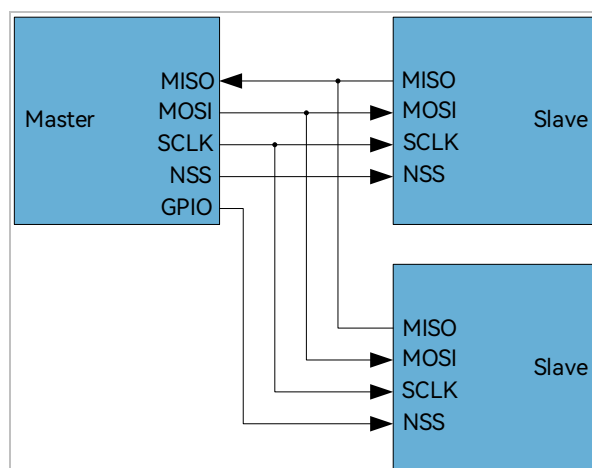 Master
MISO
MOSI
SCLK
NSS
GPIO
MISO
MOSI
SCLK
NSS
Slave
MISO
MOSI
SCLK
NSS
Slave